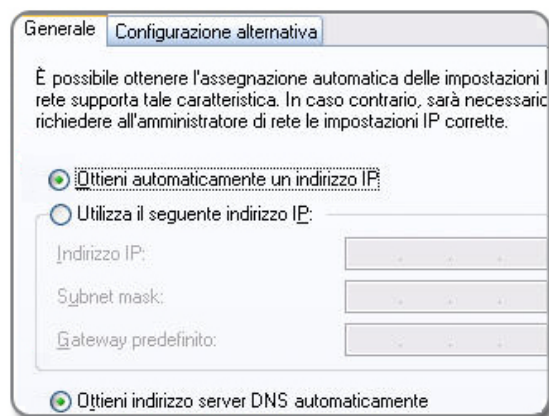 Generale
Configurazione alternativa
È possibile ottenere l'assegnazione automatica delle impostazioni
rete supporta tale caratteristica. In caso contrario, sarà necessario
richiedere all'amministratore di rete le impostazioni IP corrette.
Ottieni automaticamente un indirizzo IP
Utilizza il seguente indirizzo IP:
Indirizzo IP:
Subnet mask:
Gateway predefinito:
Ottieni indirizzo server DNS automaticamente